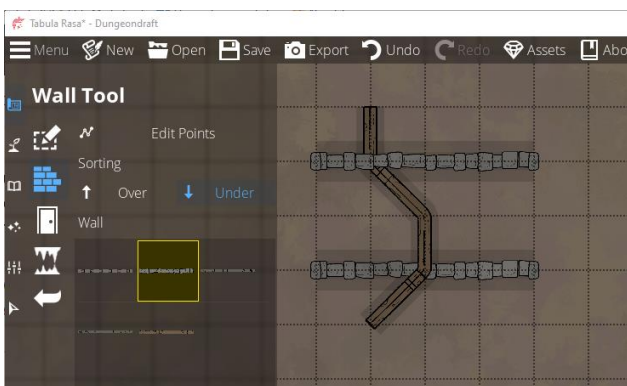 Tabula Rasa* - Dungeondraft
Menu New Open Save Export Undo Redo Assets Abo
Wall Tool
Edit Points
Sorting
Over Under
Wall